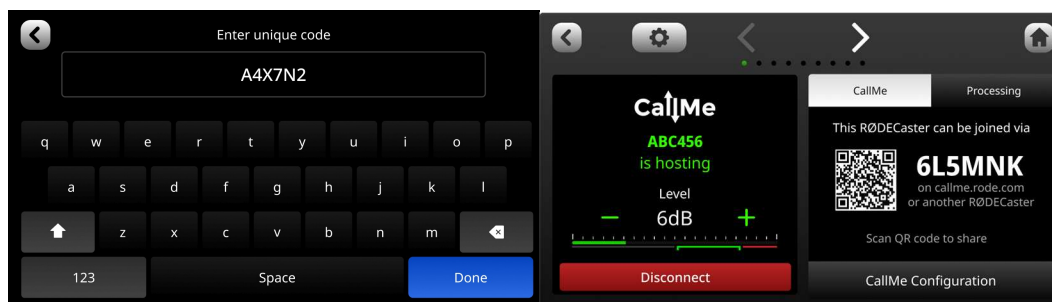 Enter unique code
A4X7N2
q w e r t y u i o p
a s d f g h j k l
z x c v b n m
123 Space Done
CallMe
ABC456
is hosting
Level
6dB
Disconnect
CallMe Processing
This RØDECaster can be joined via
6L5MNK
on callme.rode.com
or another RØDECaster
Scan QR code to share
CallMe Configuration